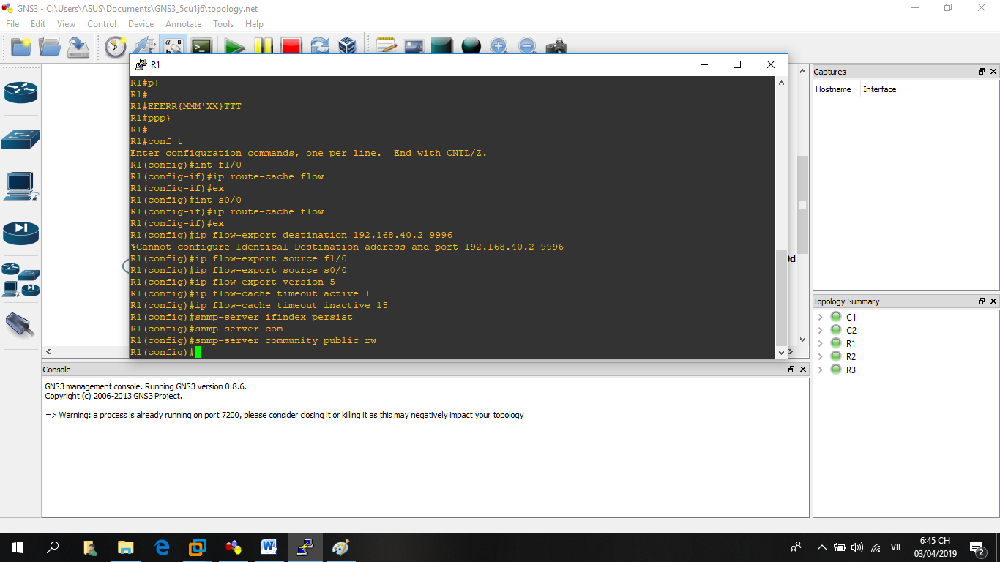 GNS3 - C:\Users\ASUS\Documents\GNS3_5cu1j6\topology.net
File Edit View Control Device Annotate Tools Help
R1
R1#p}
R1#
R1#EEERR{MMM'XX}TTT
R1#ppp}
R1#
R1#conf t
Enter configuration commands, one per line.  End with CNTL/Z.
R1(config)#int f1/0
R1(config-if)#ip route-cache flow
R1(config-if)#ex
R1(config)#int s0/0
R1(config-if)#ip route-cache flow
R1(config-if)#ex
R1(config)#ip flow-export destination 192.168.40.2 9996
%Cannot configure Identical Destination address and port 192.168.40.2 9996
R1(config)#ip flow-export source f1/0
R1(config)#ip flow-export source s0/0
R1(config)#ip flow-export version 5
R1(config)#ip flow-cache timeout active 1
R1(config)#ip flow-cache timeout inactive 15
R1(config)#snmp-server ifindex persist
R1(config)#snmp-server com
R1(config)#snmp-server community public rw
R1(config)#
Captures
Hostname Interface
Topology Summary
C1
C2
R1
R2
R3
Console
GNS3 management console. Running GNS3 version 0.8.6.
Copyright (c) 2006-2013 GNS3 Project.
=> Warning: a process is already running on port 7200, please consider closing it or killing it as this may negatively impact your topology
VIE
6:45 CH
03/04/2019
2